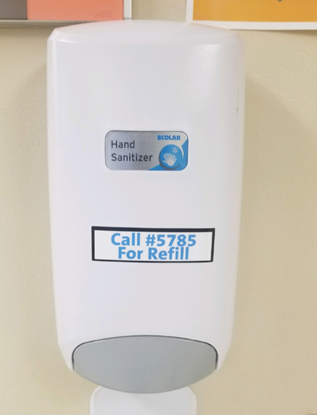 ECOLAB
Hand
Sanitizer
Call #5785
For Refill